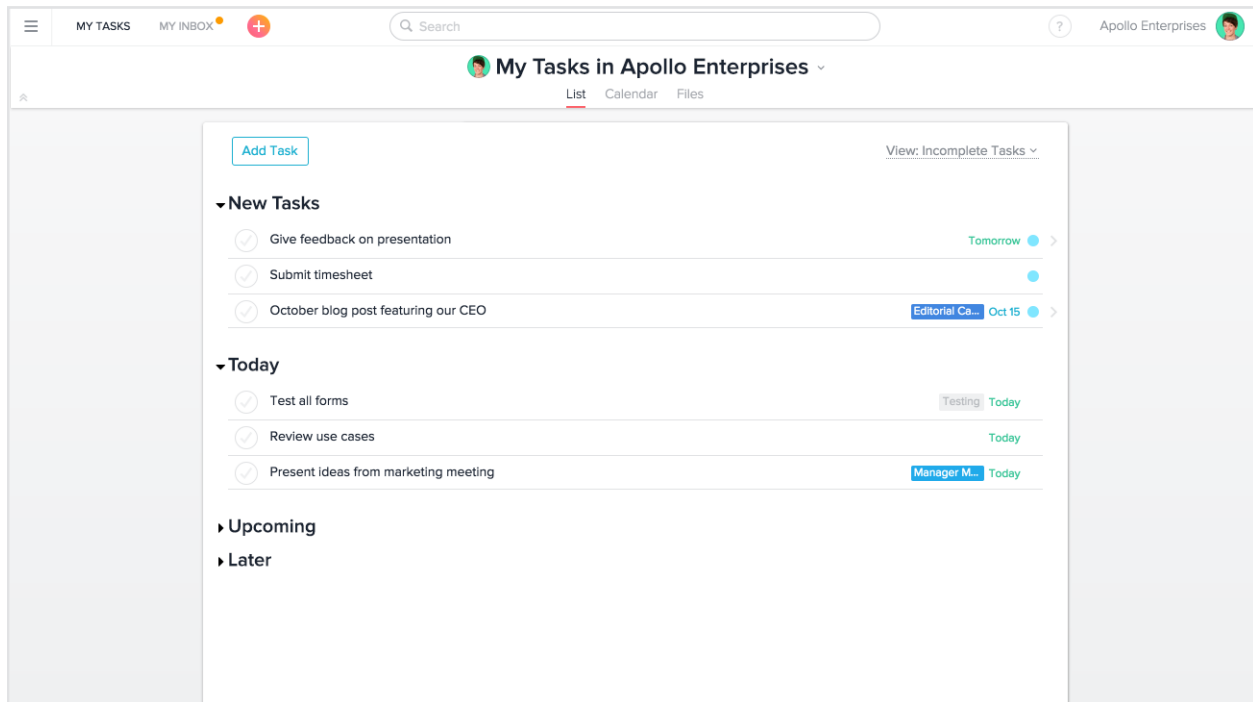 MY TASKS MY INBOX + Search ? Apollo Enterprises
My Tasks in Apollo Enterprises
List Calendar Files
Add Task View: Incomplete Tasks
New Tasks
Give feedback on presentation Tomorrow
Submit timesheet
October blog post featuring our CEO Editorial Ca... Oct 15
Today
Test all forms Testing Today
Review use cases Today
Present ideas from marketing meeting Manager M... Today
Upcoming
Later